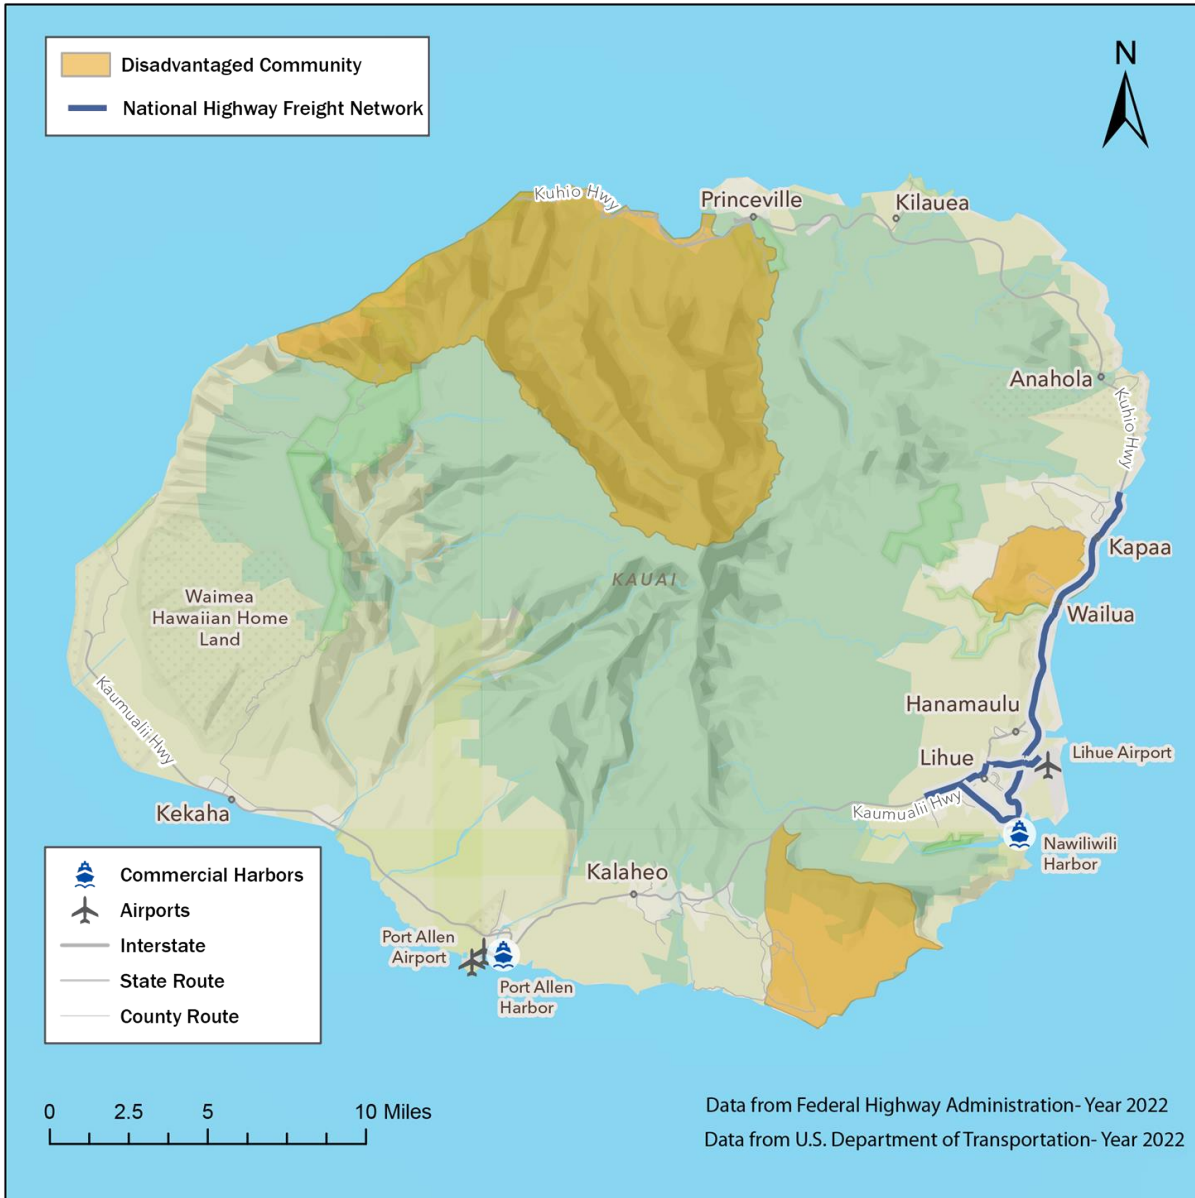 Disadvantaged Community
National Highway Freight Network
N
Kuhio Hwy
Princeville
Kilauea
Anahola
Kuhio Hwy
Kapaa
KAUAI
Waimea
Hawaiian Home
Land
Wailua
Kaumualii Hwy
Hanamaulu
Lihue
Lihue Airport
Kaumualii Hwy
Kekaha
Nawiliwili
Harbor
Kalaheo
Commercial Harbors
Airports
Interstate
State Route
County Route
Port Allen
Airport
Port Allen
Harbor
0 2.5 5 10 Miles
Data from Federal Highway Administration- Year 2022
Data from U.S. Department of Transportation- Year 2022